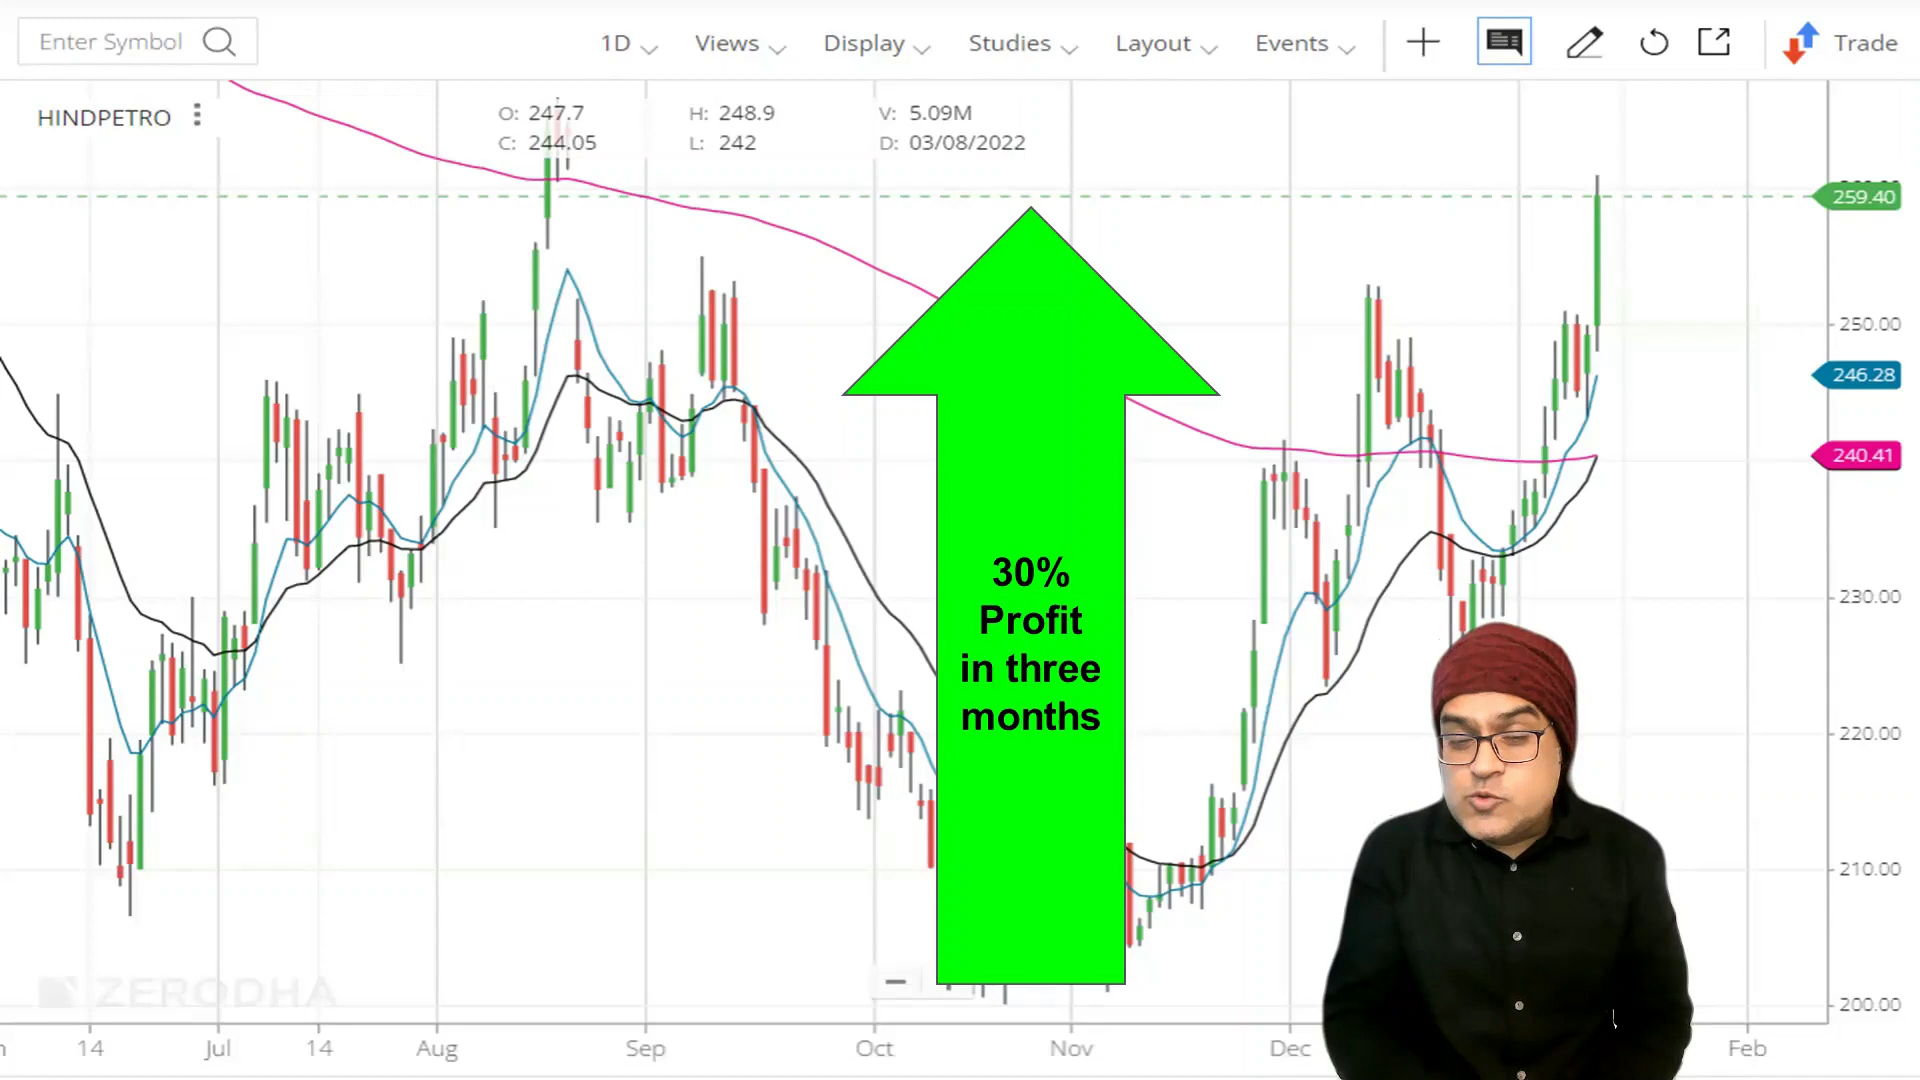 Enter Symbol
1D Views Display Studies Layout Events Trade
HINDPETRO
O: 247.7 H: 248.9 V: 5.09M
C: 244.05 L: 242 D: 03/08/2022
259.40
250.00
246.28
240.41
30%
Profit
in three
months
230.00
220.00
210.00
ZERODHA
200.00
14 Jul 14 Aug Sep Oct Nov Dec Feb